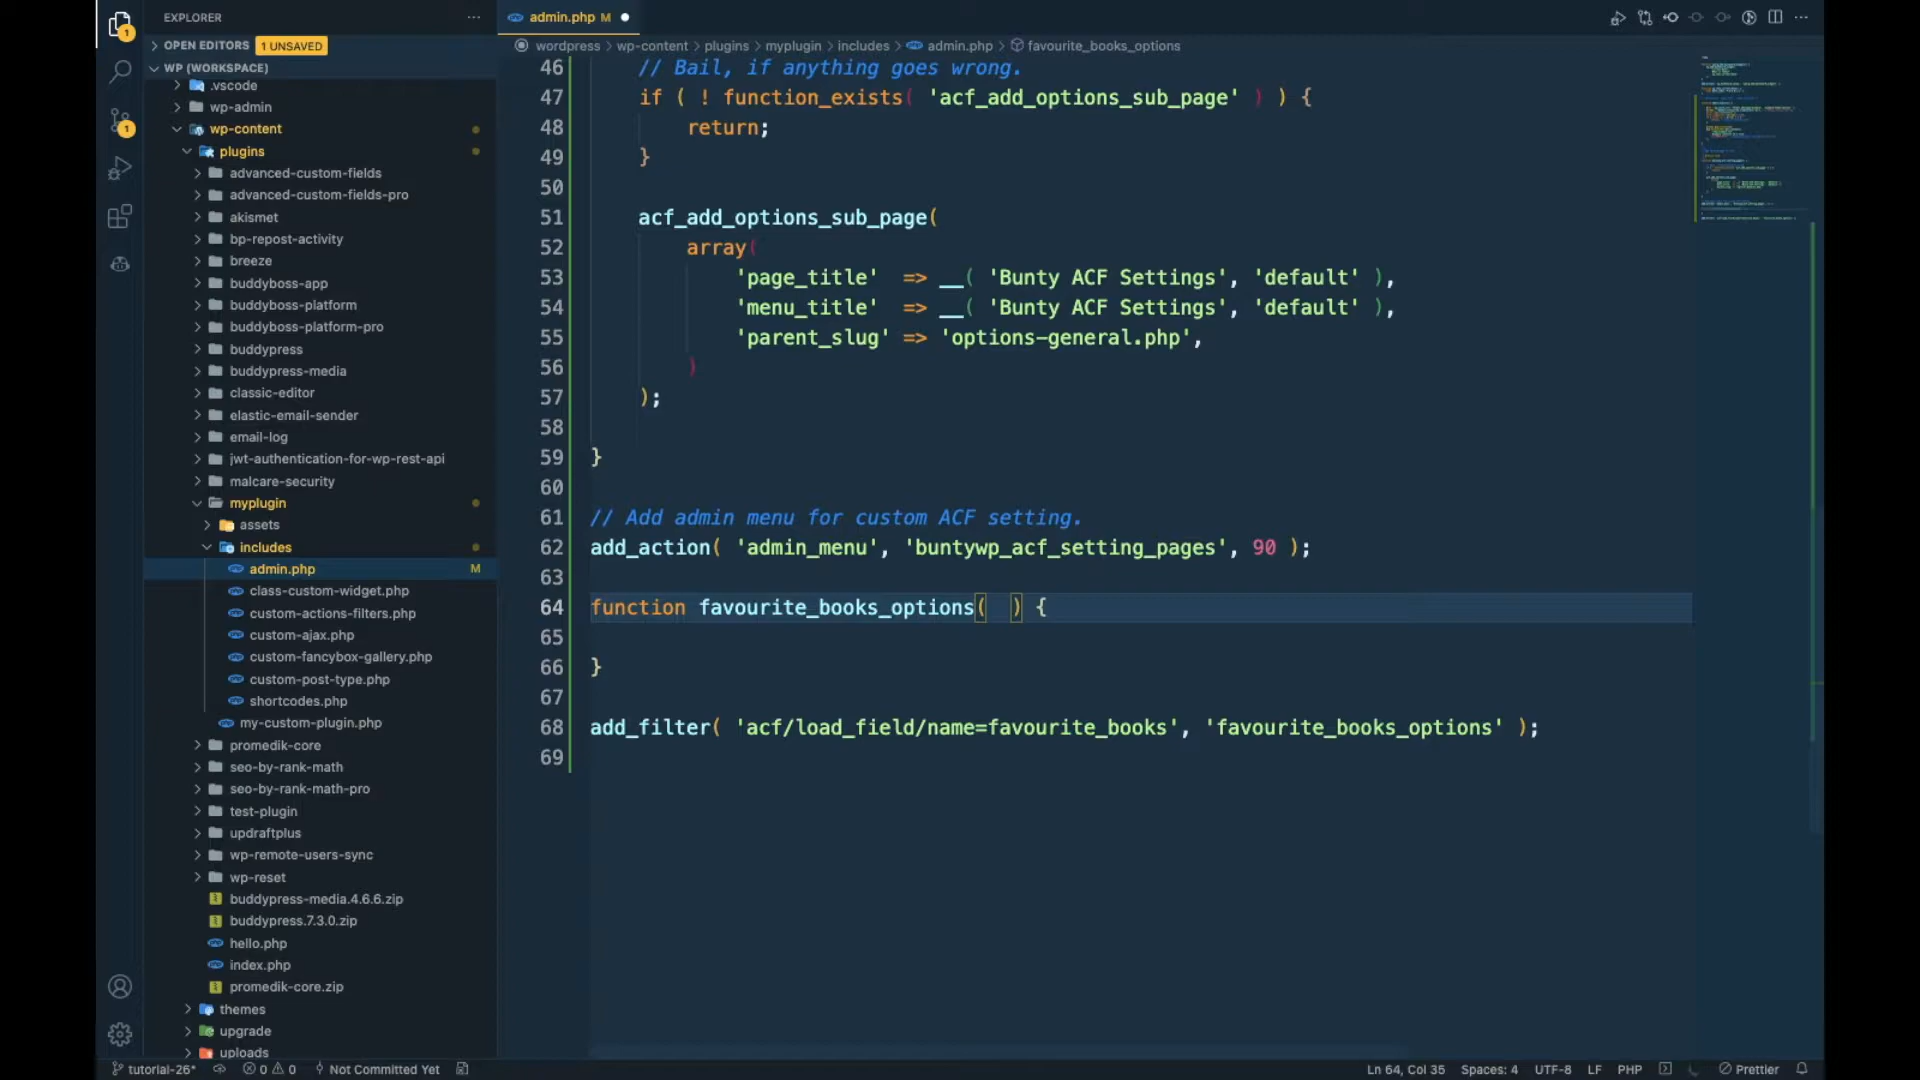 EXPLORER
OPEN EDITORS 1 UNSAVED
WP (WORKSPACE)
.vscode
wp-admin
wp-content
plugins
advanced-custom-fields
advanced-custom-fields-pro
akismet
bp-repost-activity
breeze
buddyboss-app
buddyboss-platform
buddyboss-platform-pro
buddypress
buddypress-media
classic-editor
elastic-email-sender
email-log
jwt-authentication-for-wp-rest-api
malcare-security
myplugin
assets
includes
admin.php M
class-custom-widget.php
custom-actions-filters.php
custom-ajax.php
custom-fancybox-gallery.php
custom-post-type.php
shortcodes.php
my-custom-plugin.php
promedik-core
seo-by-rank-math
seo-by-rank-math-pro
test-plugin
updraftplus
wp-remote-users-sync
wp-reset
buddypress-media.4.6.6.zip
buddypress.7.3.0.zip
hello.php
index.php
promedik-core.zip
themes
upgrade
uploads
1
1
admin.php M
wordpress > wp-content > plugins > myplugin > includes > admin.php > favourite_books_options
46 // Bail, if anything goes wrong.
47 if ( ! function_exists( 'acf_add_options_sub_page' ) ) {
48 return;
49 }
50
51 acf_add_options_sub_page(
52 array(
53 'page_title' => __( 'Bunty ACF Settings', 'default' ),
54 'menu_title' => __( 'Bunty ACF Settings', 'default' ),
55 'parent_slug' => 'options-general.php',
56 )
57 );
58
59 }
60
61 // Add admin menu for custom ACF setting.
62 add_action( 'admin_menu', 'buntywp_acf_setting_pages', 90 );
63
64 function favourite_books_options( ) {
65
66 }
67
68 add_filter( 'acf/load_field/name=favourite_books', 'favourite_books_options' );
69
tutorial-26* 0 0 Not Committed Yet Ln 64, Col 35 Spaces: 4 UTF-8 LF PHP Prettier